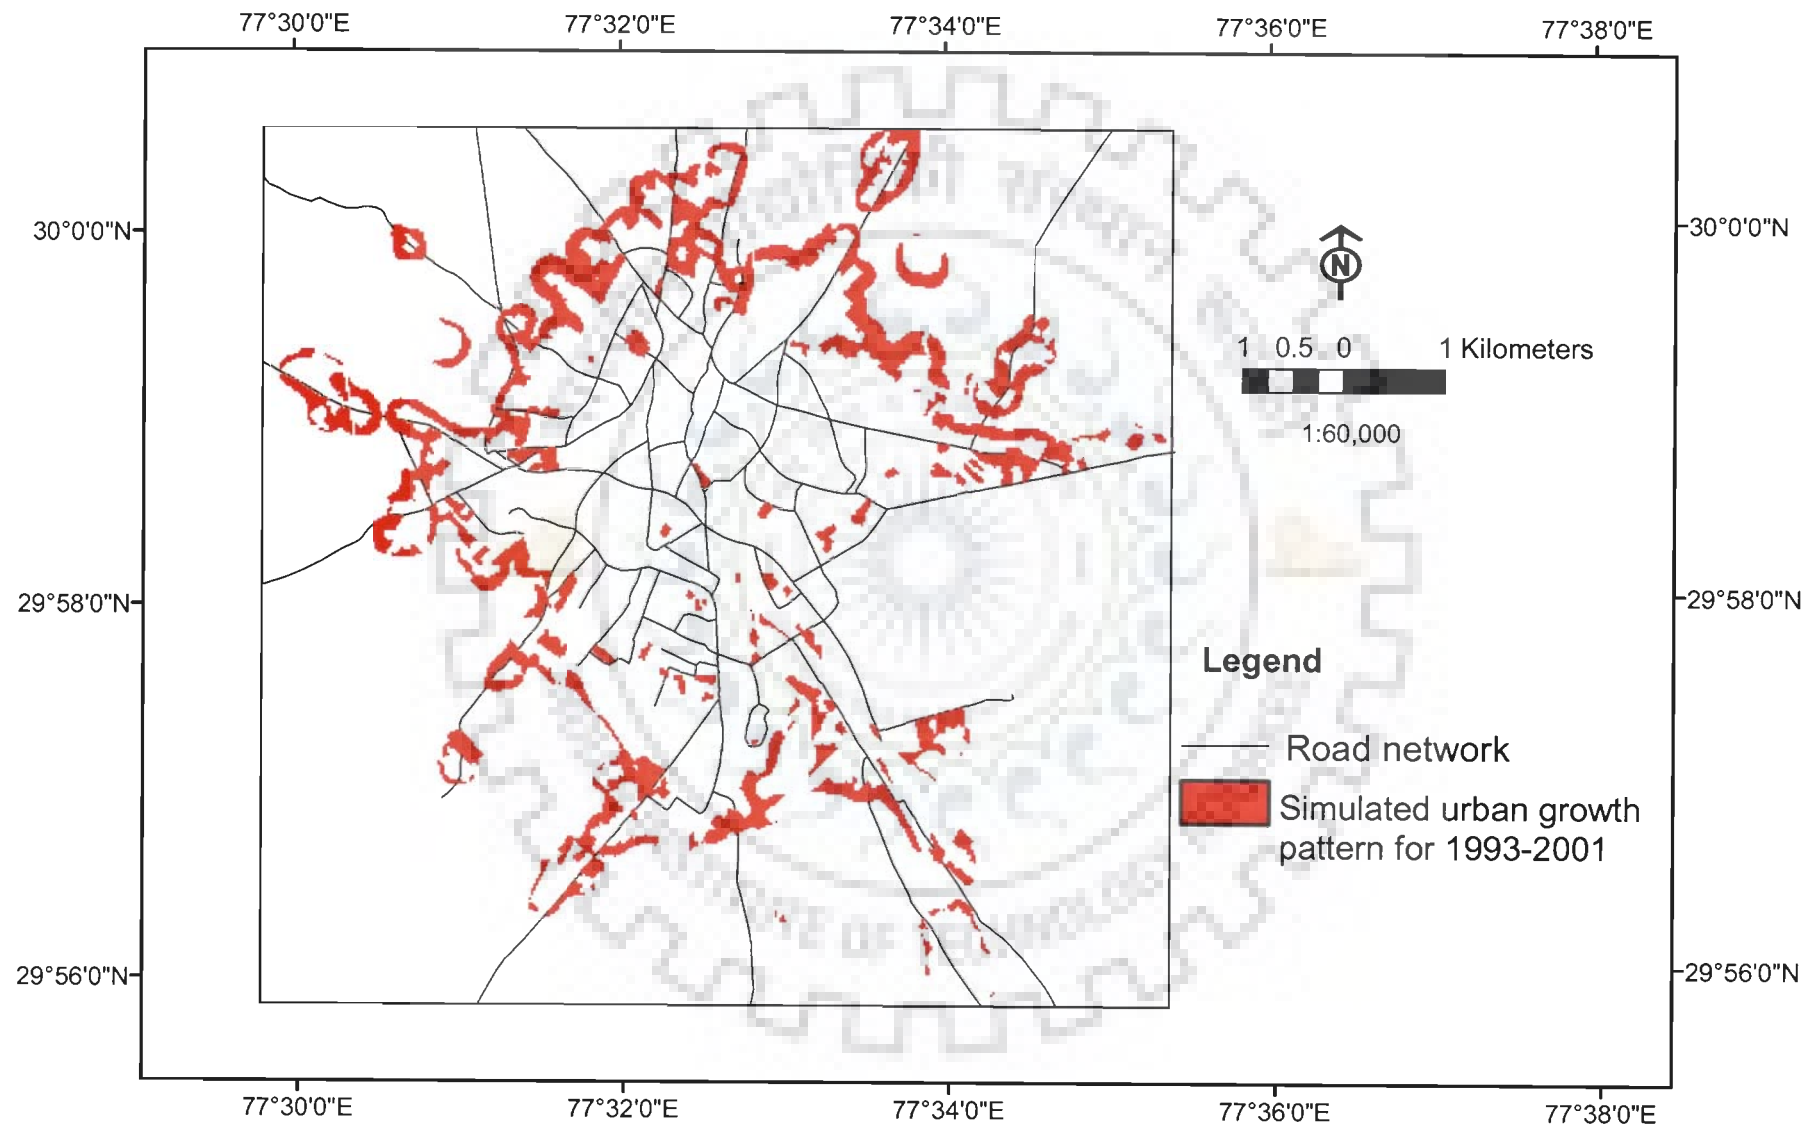 77°30'0"E 77°32'0"E 77°34'0"E 77°36'0"E 77°38'0"E
30°0'0"N 30°0'0"N
N
1 0.5 0 1 Kilometers
1:60,000
29°58'0"N 29°58'0"N
Legend
Road network
Simulated urban growth
pattern for 1993-2001
OF
29°56'0"N 29°56'0"N
77°30'0"E 77°32'0"E 77°34'0"E 77°36'0"E 77°38'0"E